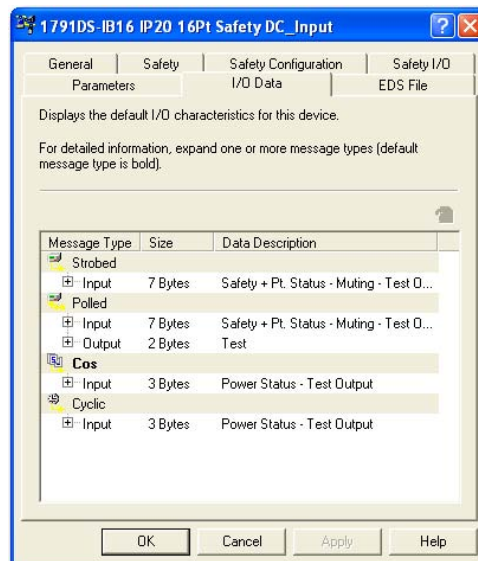 1791DS-IB16 IP20 16Pt Safety DC_Input
General Safety Safety Configuration Safety I/O
Parameters I/O Data EDS File
Displays the default I/O characteristics for this device.
For detailed information, expand one or more message types (default
message type is bold).
Message Type Size Data Description
Strobed
Input 7 Bytes Safety + Pt. Status - Muting - Test O...
Polled
Input 7 Bytes Safety + Pt. Status - Muting - Test O...
Output 2 Bytes Test
Cos
Input 3 Bytes Power Status - Test Output
Cyclic
Input 3 Bytes Power Status - Test Output
OK Cancel Apply Help